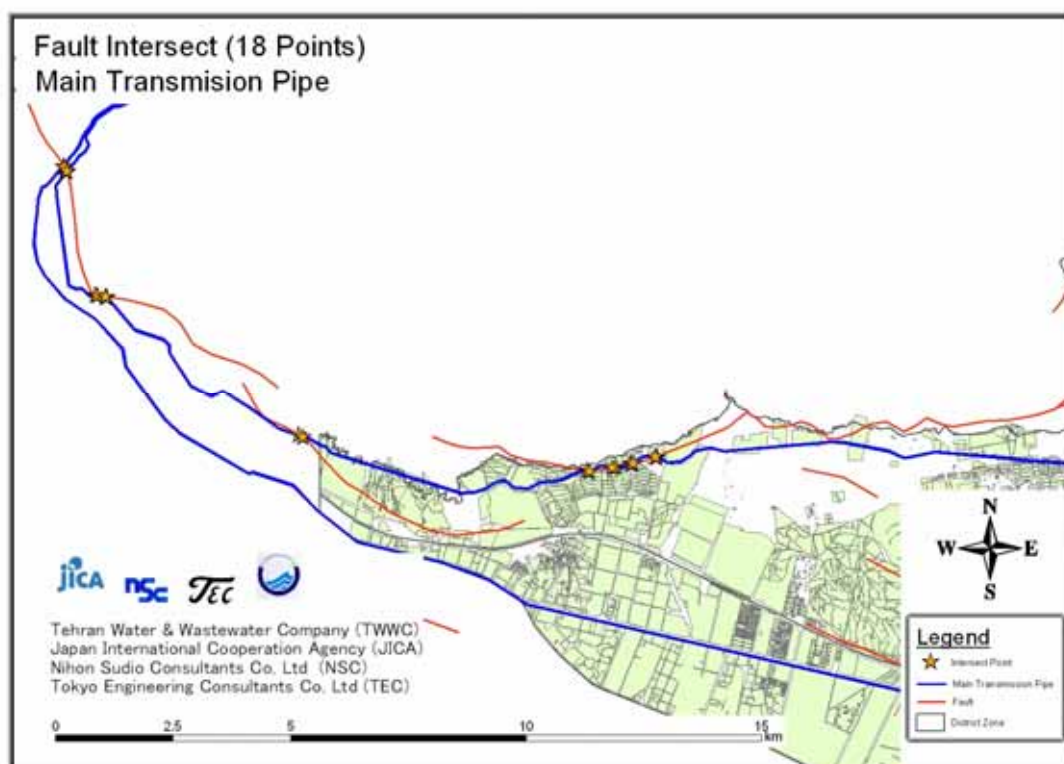 Fault Intersect (18 Points)
Main Transmision Pipe
N
W E
S
JICA nsc TEC
Tehran Water & Wastewater Company (TWWC)
Japan International Cooperation Agency (JICA)
Nihon Sudio Consultants Co. Ltd (NSC)
Tokyo Engineering Consultants Co. Ltd (TEC)
Legend
Intersect Point
Main Transmission Pipe
Fault
District Zone
0 2.5 5 10 15
km